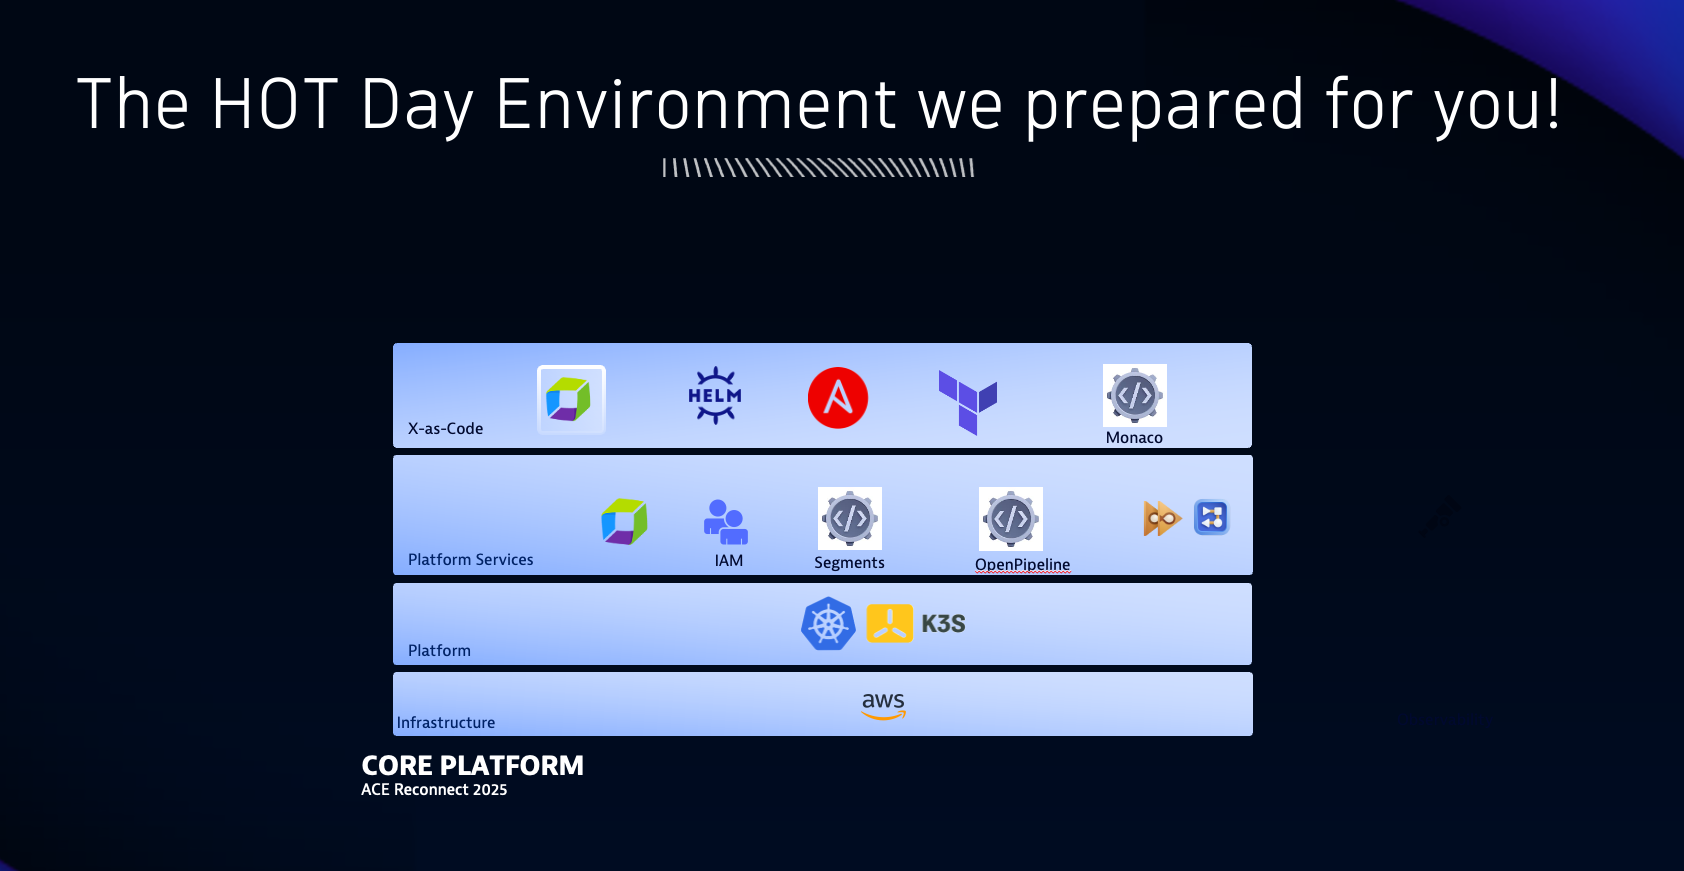 The HOT Day Environment we prepared for you!
HELM
X-as-Code
Monaco
Platform Services
IAM
Segments
OpenPipeline
K3S
Platform
aws
Infrastructure
CORE PLATFORM
ACE Reconnect 2025